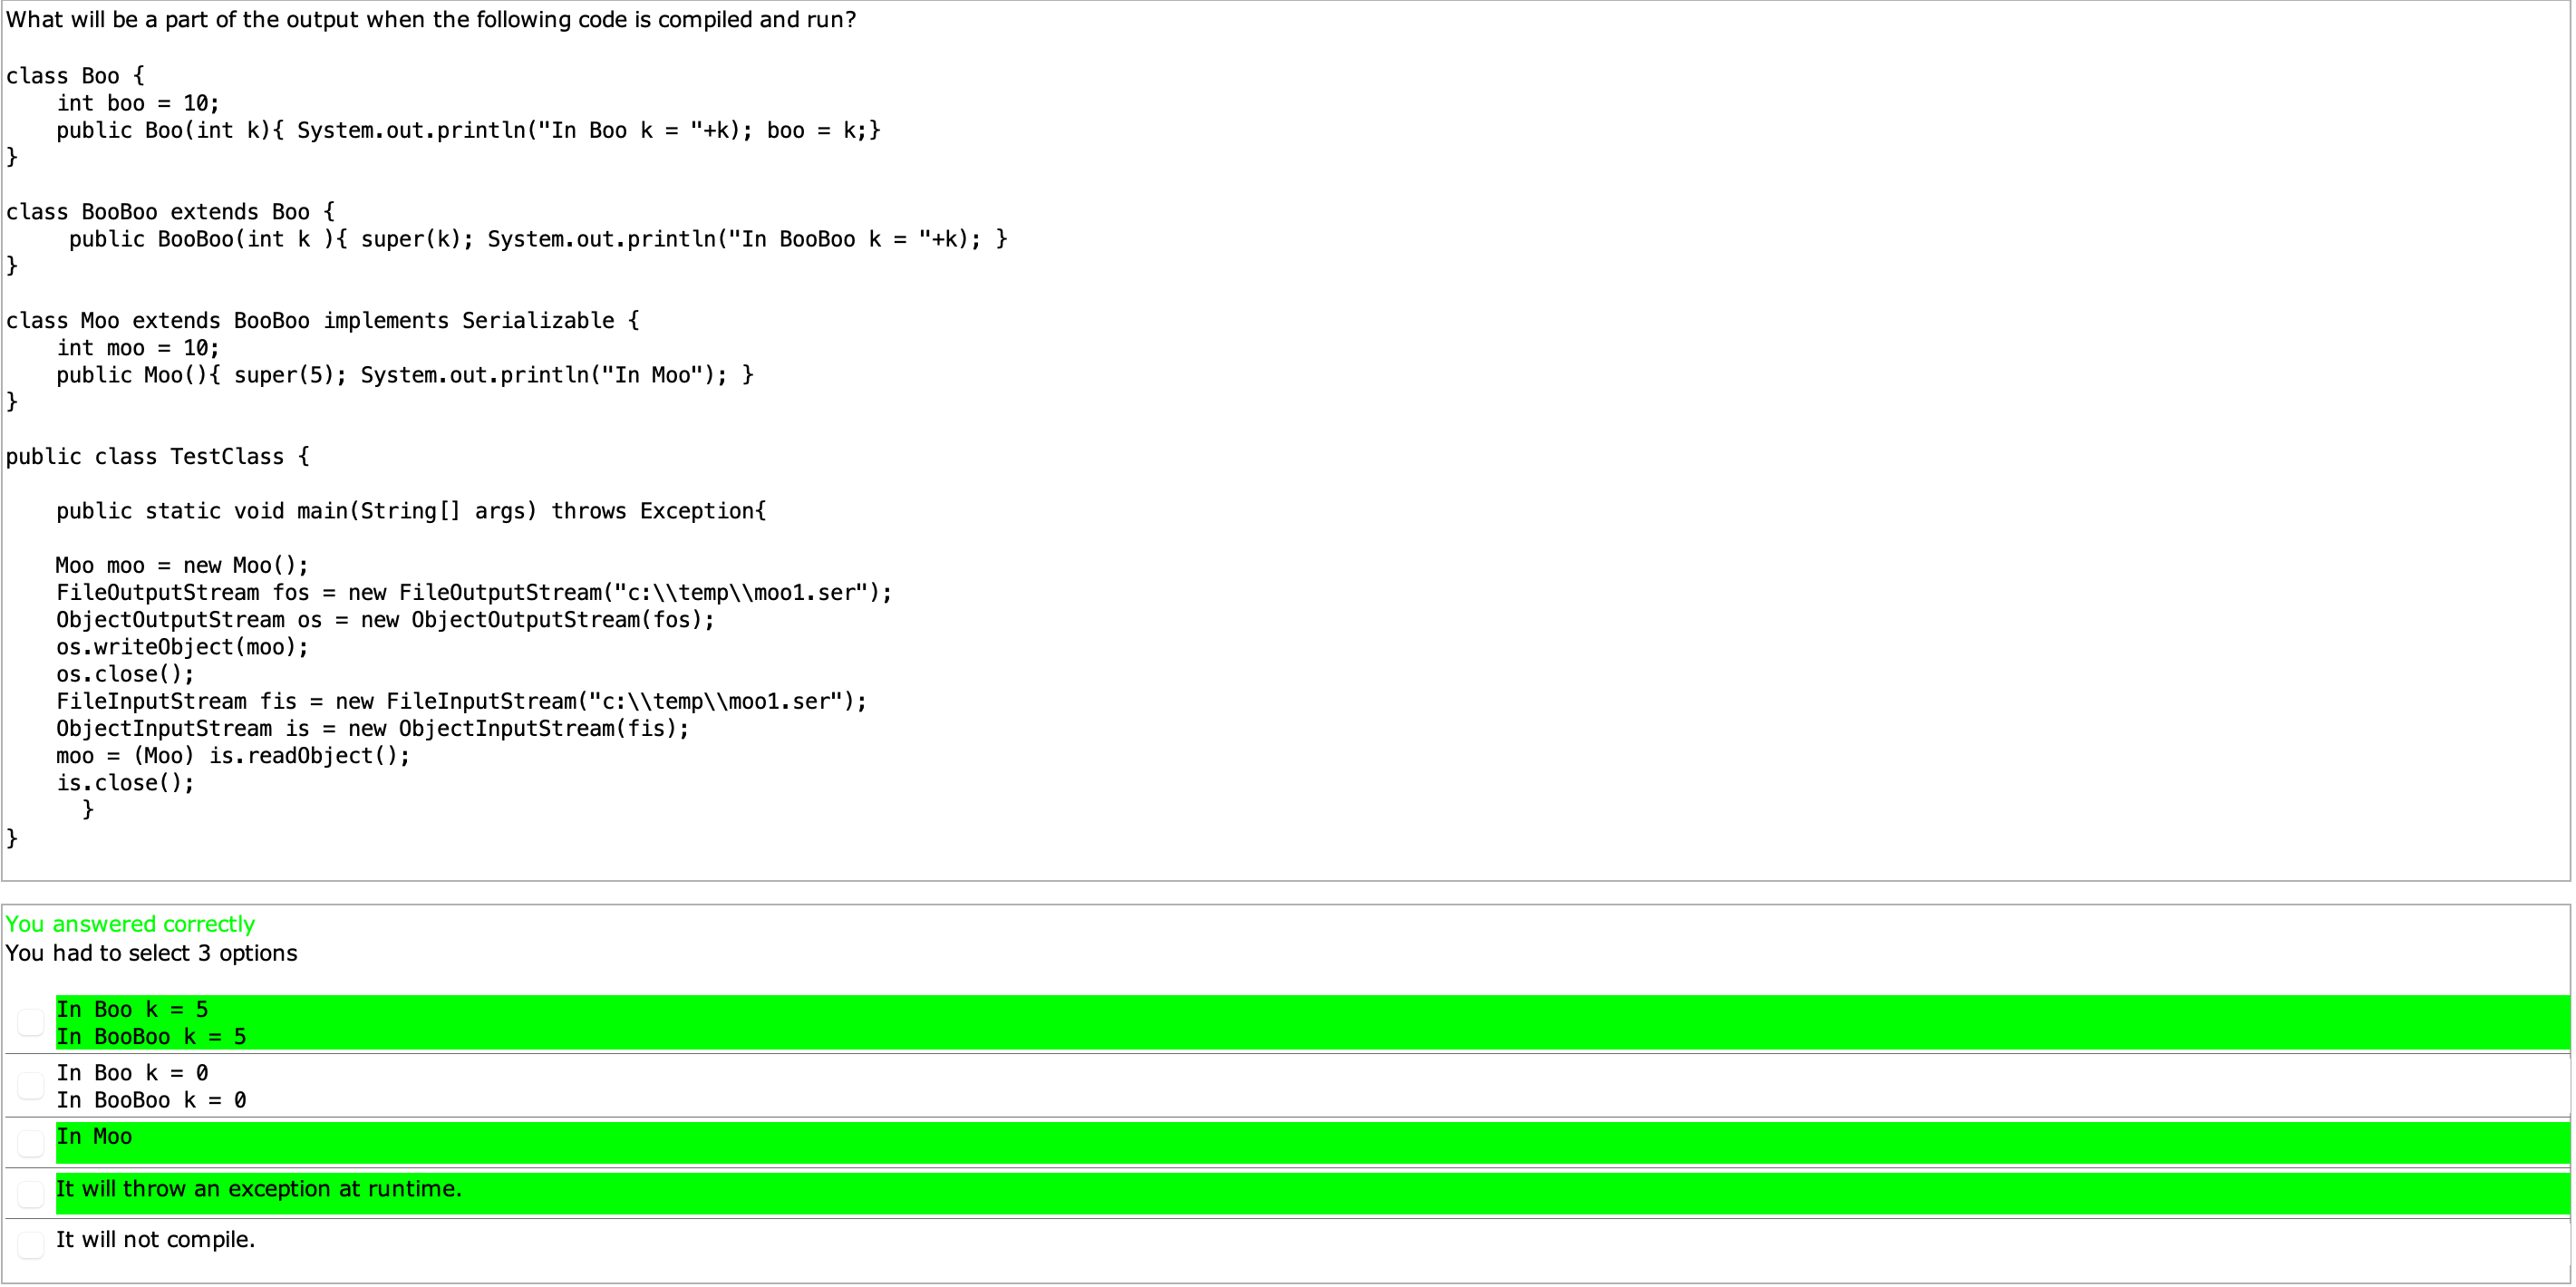 What will be a part of the output when the following code is compiled and run?

class Boo {
    int boo = 10;
    public Boo(int k){ System.out.println("In Boo k = "+k); boo = k;}
}

class BooBoo extends Boo {
     public BooBoo(int k ){ super(k); System.out.println("In BooBoo k = "+k); }
}

class Moo extends BooBoo implements Serializable {
    int moo = 10;
    public Moo(){ super(5); System.out.println("In Moo"); }
}

public class TestClass {

    public static void main(String[] args) throws Exception{

    Moo moo = new Moo();
    FileOutputStream fos = new FileOutputStream("c:\\temp\\moo1.ser");
    ObjectOutputStream os = new ObjectOutputStream(fos);
    os.writeObject(moo);
    os.close();
    FileInputStream fis = new FileInputStream("c:\\temp\\moo1.ser");
    ObjectInputStream is = new ObjectInputStream(fis);
    moo = (Moo) is.readObject();
    is.close();
      }
}

You answered correctly
You had to select 3 options

In Boo k = 5
In BooBoo k = 5
In Boo k = 0
In BooBoo k = 0
In Moo
It will throw an exception at runtime.
It will not compile.